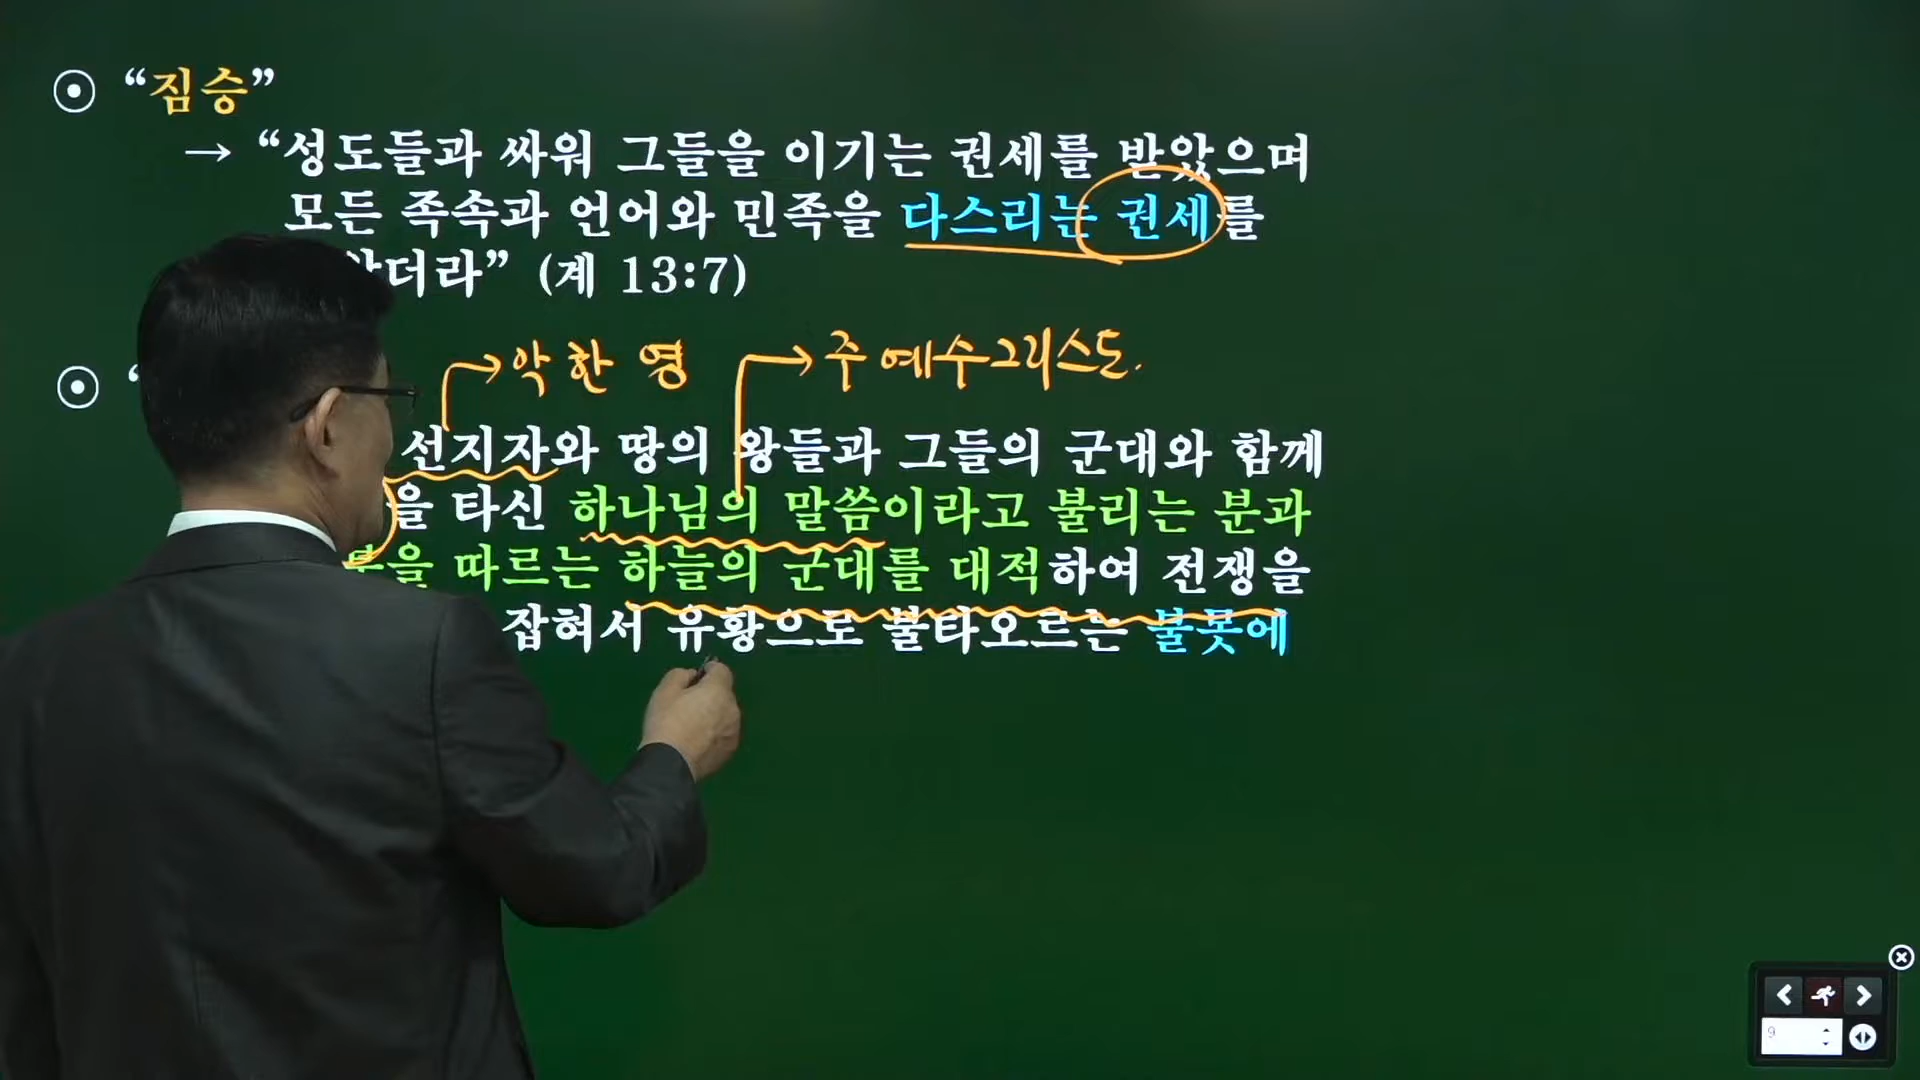 “짐승”
→ “성도들과 싸워 그들을 이기는 권세를 받았으며
모든 족속과 언어와 민족을 다스리는 권세를
더라” (계 13:7)
악한 영
주 예수그리스도.
선지자와 땅의 왕들과 그들의 군대와 함께
을 타신 하나님의 말씀이라고 불리는 분과
을 따르는 하늘의 군대를 대적하여 전쟁을
잡혀서 유황으로 불타오르는 불못에
9